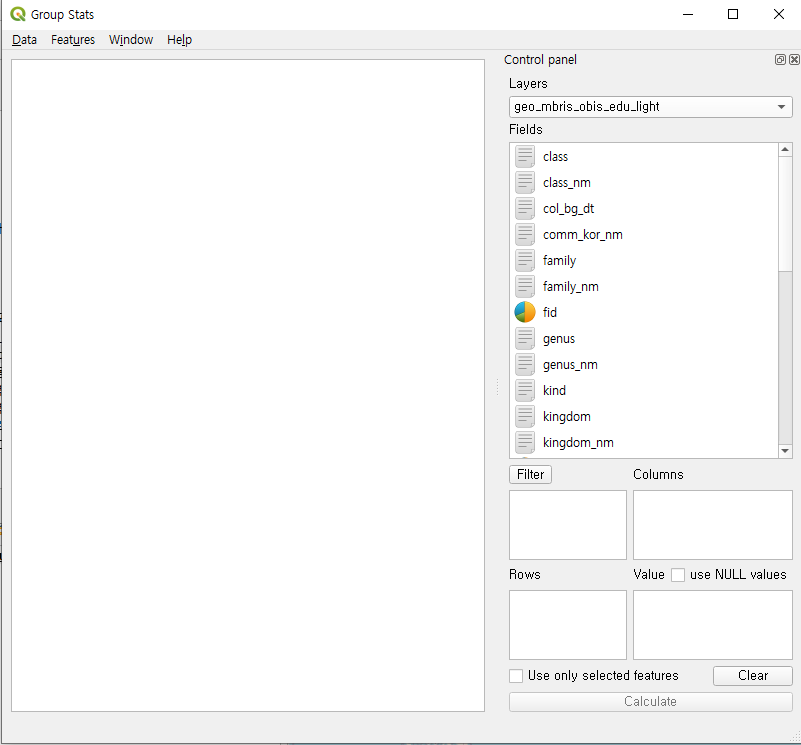 Group Stats
Data Features Window Help
Control panel
Layers
geo_mbris_obis_edu_light
Fields
class
class_nm
col_bg_dt
comm_kor_nm
family
family_nm
fid
genus
genus_nm
kind
kingdom
kingdom_nm
Filter Columns
Rows Value use NULL values
Use only selected features Clear
Calculate